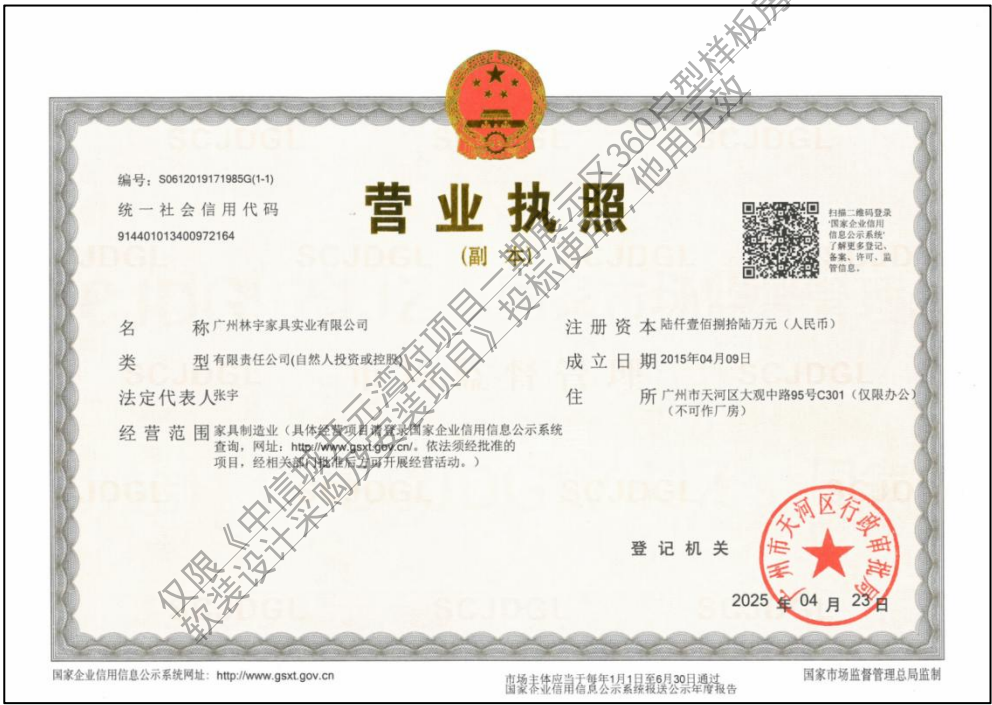 编号：S0612019171985G(1-1)
统一社会信用代码
914401013400972164
营业执照
(副 本)
扫描二维码登录
‘国家企业信用
信息公示系统’
了解更多登记、
备案、许可、监
管信息。
名 称 广州林宇家具实业有限公司
类 型 有限责任公司(自然人投资或控股)
法定代表人 张宇
经营范围 家具制造业（具体经营项目请登录国家企业信用信息公示系统
查询，网址：http://www.gsxt.gov.cn/。依法须经批准的
项目，经相关部门批准后方可开展经营活动。）
注册资本 陆仟壹佰捌拾陆万元（人民币）
成立日期 2015年04月09日
住 所 广州市天河区大观中路95号C301（仅限办公）
（不可作厂房）
登记机关
广州市天河区行政审批局
2025 年 04 月 23 日
国家企业信用信息公示系统网址：http://www.gsxt.gov.cn
市场主体应当于每年1月1日至6月30日通过
国家企业信用信息公示系统报送公示年度报告
国家市场监督管理总局监制
仅限《中信城开元湾府项目二期展示区360户型样板房
软装设计采购及安装项目》投标使用，他用无效
SCJDGL